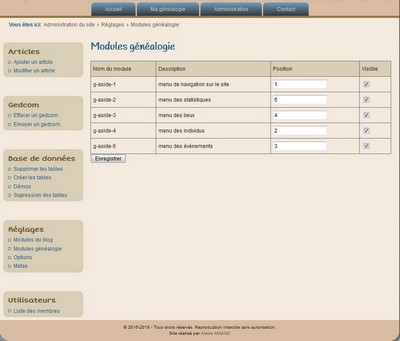 Accueil
Ma généalogie
Administration
Contact
Vous êtes ici: Administration du site » Réglages » Modules généalogie
Articles
Ajouter un article
Modifier un article
Gedcom
Effacer un gedcom
Envoyer un gedcom
Base de données
Supprimer les tables
Créer les tables
Démos
Supression des tables
Réglages
Modules du blog
Modules généalogie
Options
Metas
Utilisateurs
Liste des membres
Modules généalogie
Nom du module Description Position Visible
g-aside-1 menu de navigation sur le site 1
g-aside-2 menu des statistiques 5
g-aside-3 menu des lieux 4
g-aside-4 menu des individus 2
g-aside-5 menu des événements 3
Enregistrer
© 2015-2018 - Tous droits réservés. Reproduction interdite sans autorisation.
Site réalisé par Alexis AMAND